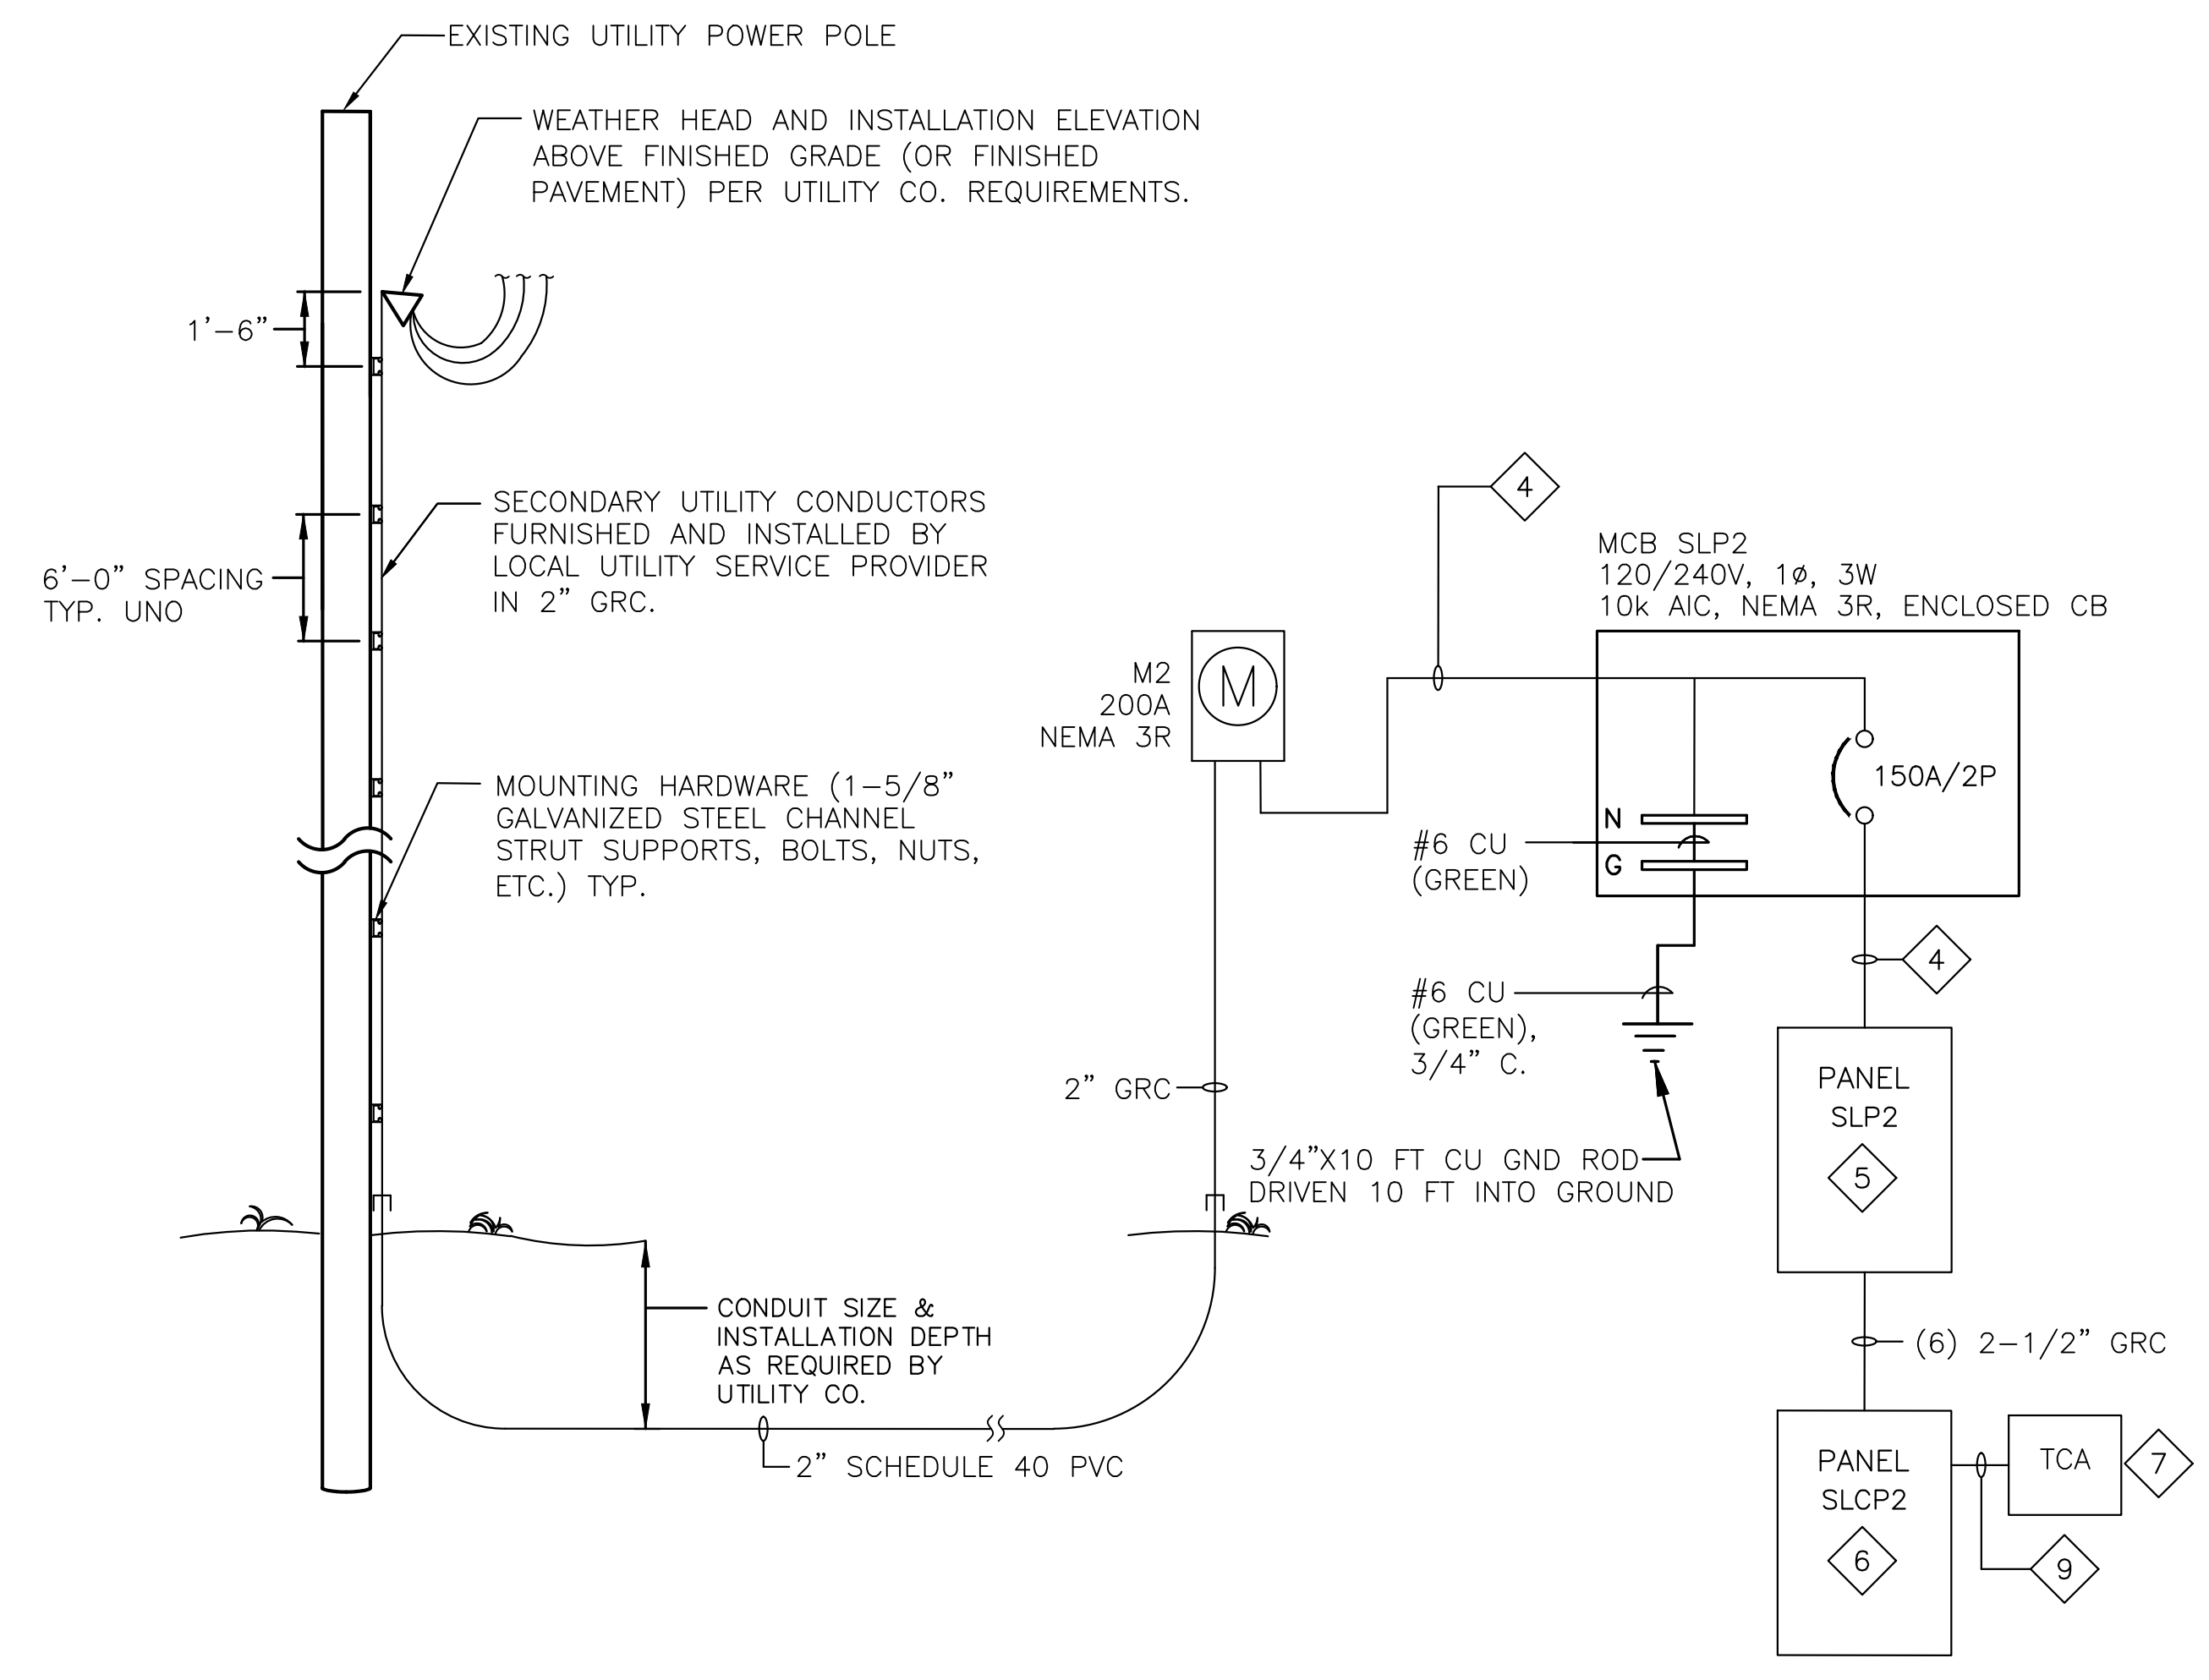 EXISTING UTILITY POWER POLE
WEATHER HEAD AND INSTALLATION ELEVATION
ABOVE FINISHED GRADE (OR FINISHED
PAVEMENT) PER UTILITY CO. REQUIREMENTS.
1'-6"
SECONDARY UTILITY CONDUCTORS
FURNISHED AND INSTALLED BY
LOCAL UTILITY SERVICE PROVIDER
IN 2" GRC.
6'-0" SPACING
TYP. UNO
MOUNTING HARDWARE (1-5/8"
GALVANIZED STEEL CHANNEL
STRUT SUPPORTS, BOLTS, NUTS,
ETC.) TYP.
M2
200A
NEMA 3R
M
4
MCB SLP2
120/240V, 1ø, 3W
10k AIC, NEMA 3R, ENCLOSED CB
150A/2P
N
G
#6 CU
(GREEN)
4
#6 CU
(GREEN),
3/4" C.
2" GRC
3/4"X10 FT CU GND ROD
DRIVEN 10 FT INTO GROUND
PANEL
SLP2
5
CONDUIT SIZE &
INSTALLATION DEPTH
AS REQUIRED BY
UTILITY CO.
2" SCHEDULE 40 PVC
(6) 2-1/2" GRC
PANEL
SLCP2
6
TCA
7
9